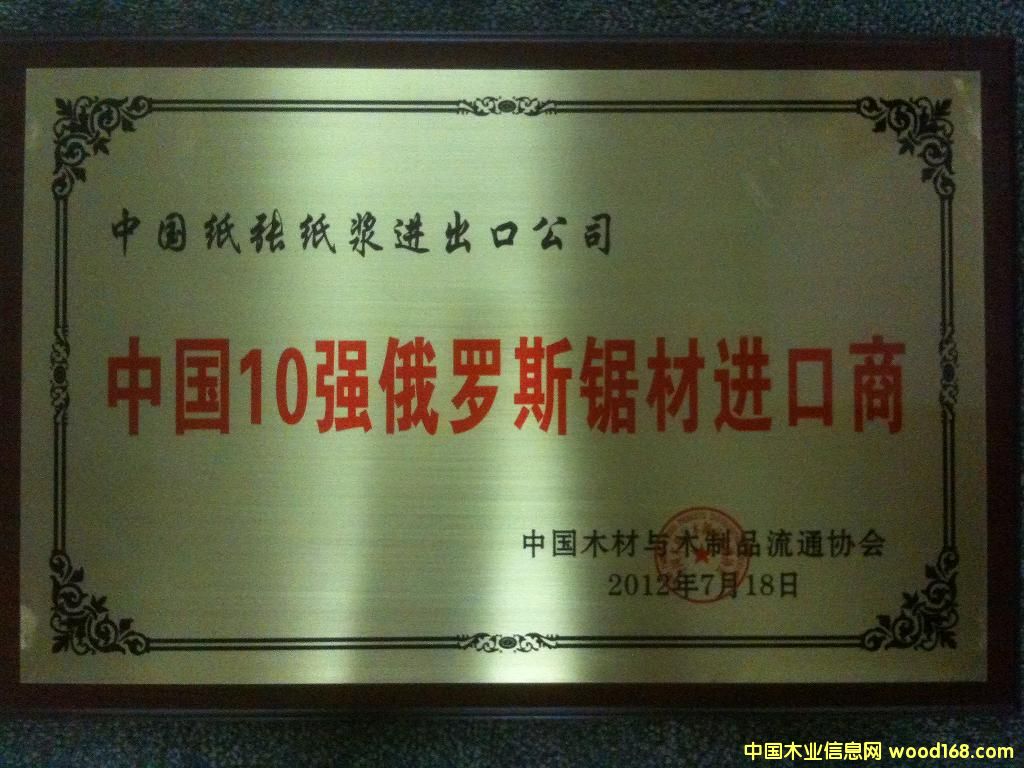 中国纸张纸浆进出口公司
中国10强俄罗斯锯材进口商
中国木材与木制品流通协会
2012年7月18日
中国木业信息网 wood168.com